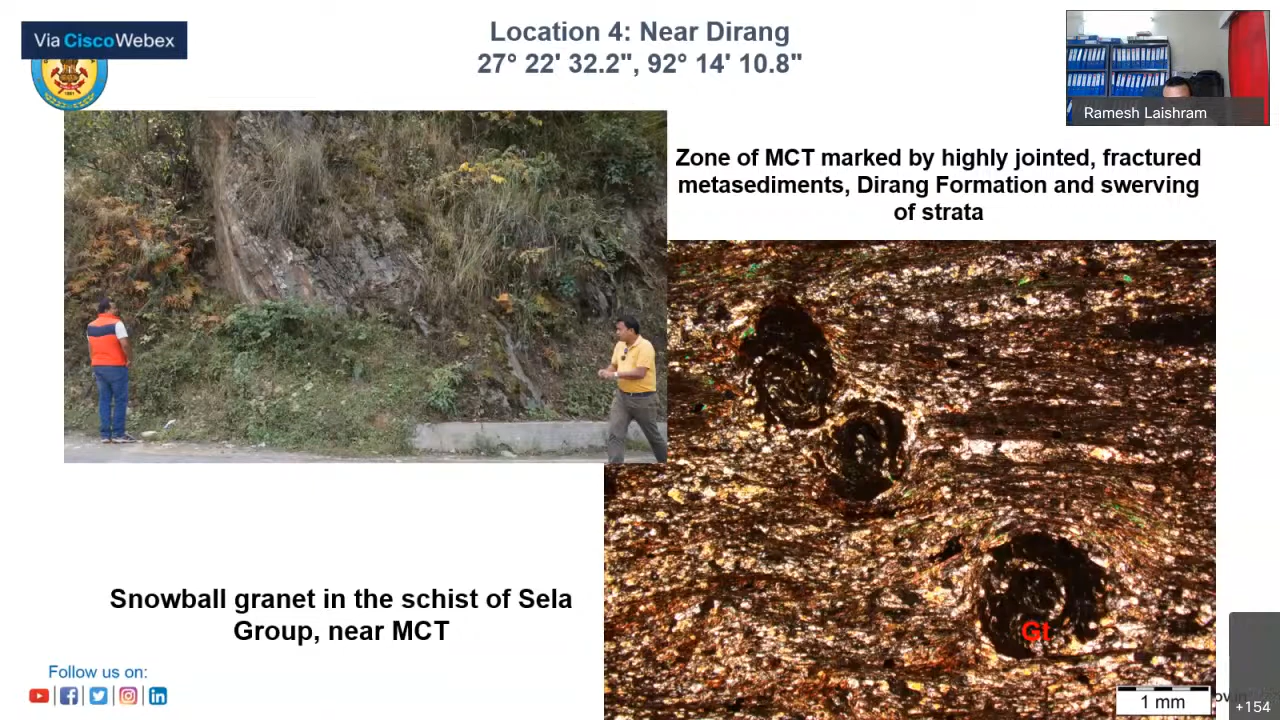 Via Cisco Webex
Location 4: Near Dirang
27° 22' 32.2", 92° 14' 10.8"
Ramesh Laishram
Zone of MCT marked by highly jointed, fractured
metasediments, Dirang Formation and swerving
of strata
Gt
Snowball granet in the schist of Sela
Group, near MCT
Follow us on:
1 mm
+154